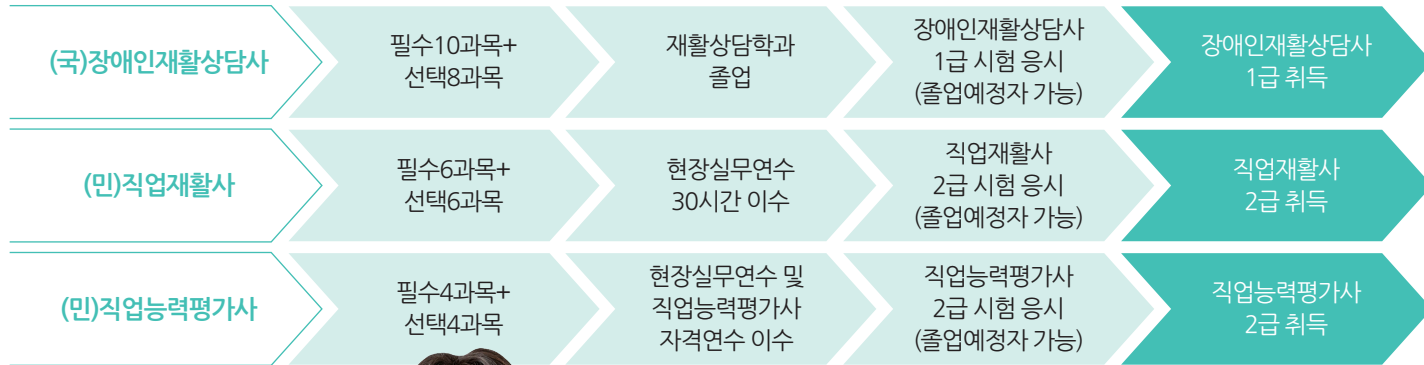 (국)장애인재활상담사
필수10과목+
선택8과목
재활상담학과
졸업
장애인재활상담사
1급 시험 응시
(졸업예정자 가능)
장애인재활상담사
1급 취득
(민)직업재활사
필수6과목+
선택6과목
현장실무연수
30시간 이수
직업재활사
2급 시험 응시
(졸업예정자 가능)
직업재활사
2급 취득
(민)직업능력평가사
필수4과목+
선택4과목
현장실무연수 및
직업능력평가사
자격연수 이수
직업능력평가사
2급 시험 응시
(졸업예정자 가능)
직업능력평가사
2급 취득